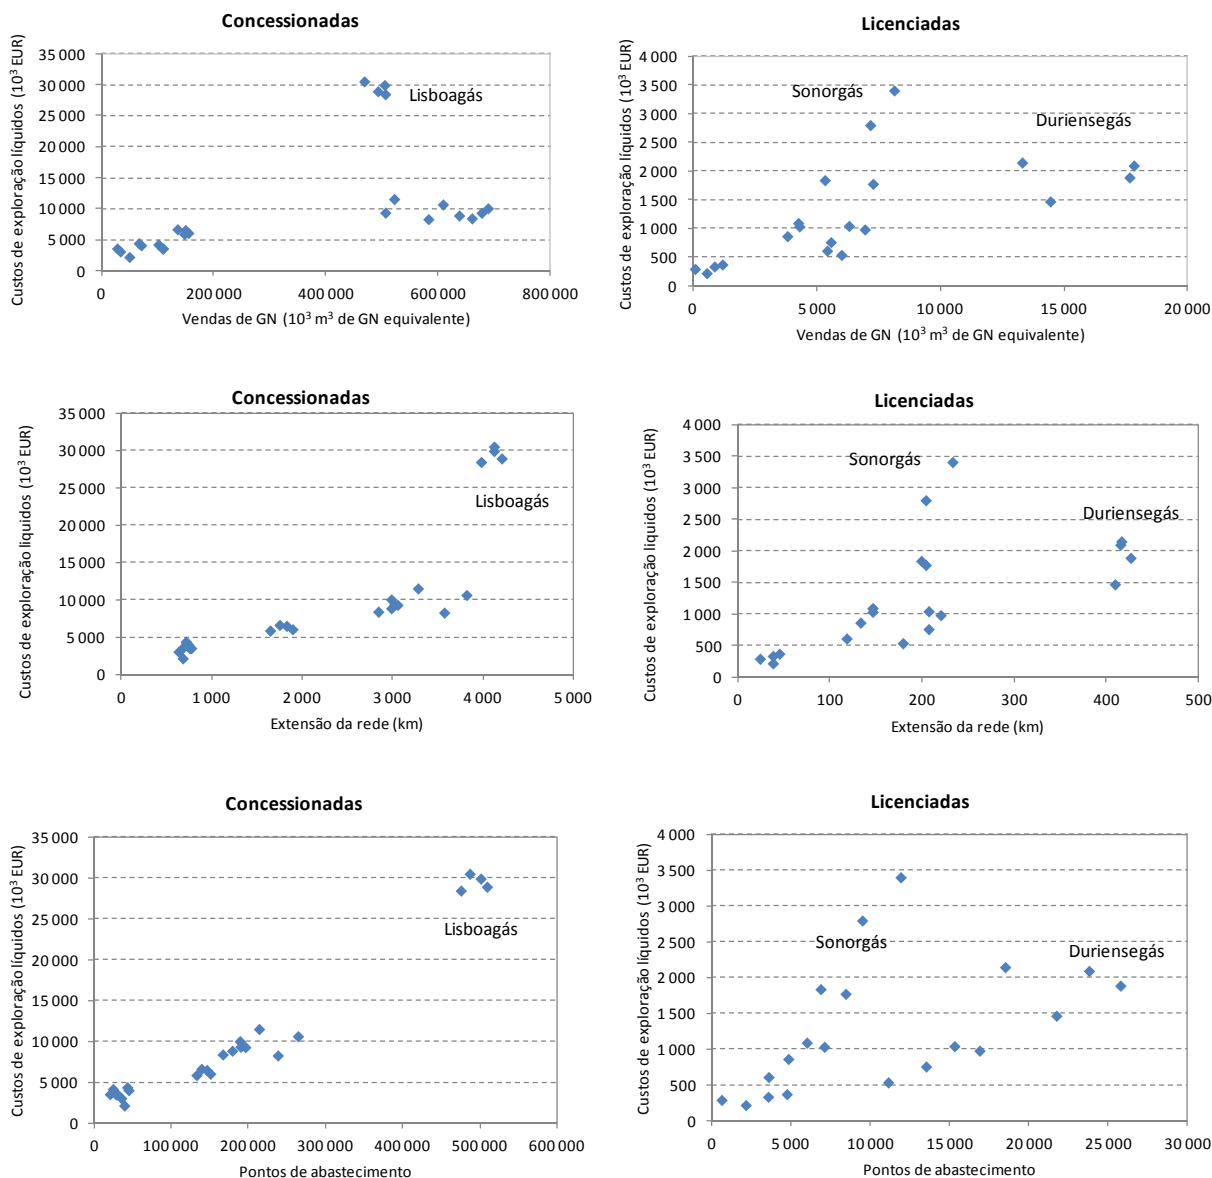 Concessionadas
Custos de exploração líquidos (10³ EUR)
35 000
30 000
25 000
20 000
15 000
10 000
5 000
0
Lisboagás
0 200 000 400 000 600 000 800 000
Vendas de GN (10³ m³ de GN equivalente)
Licenciadas
Custos de exploração líquidos (10³ EUR)
4 000
3 500
3 000
2 500
2 000
1 500
1 000
500
0
Sonorgás
Duriensegás
0 5 000 10 000 15 000 20 000
Vendas de GN (10³ m³ de GN equivalente)
Concessionadas
Custos de exploração líquidos (10³ EUR)
35 000
30 000
25 000
20 000
15 000
10 000
5 000
0
Lisboagás
0 1 000 2 000 3 000 4 000 5 000
Extensão da rede (km)
Licenciadas
Custos de exploração líquidos (10³ EUR)
4 000
3 500
3 000
2 500
2 000
1 500
1 000
500
0
Sonorgás
Duriensegás
0 100 200 300 400 500
Extensão da rede (km)
Concessionadas
Custos de exploração líquidos (10³ EUR)
35 000
30 000
25 000
20 000
15 000
10 000
5 000
0
Lisboagás
0 100 000 200 000 300 000 400 000 500 000 600 000
Pontos de abastecimento
Licenciadas
Custos de exploração líquidos (10³ EUR)
4 000
3 500
3 000
2 500
2 000
1 500
1 000
500
0
Sonorgás
Duriensegás
0 5 000 10 000 15 000 20 000 25 000 30 000
Pontos de abastecimento